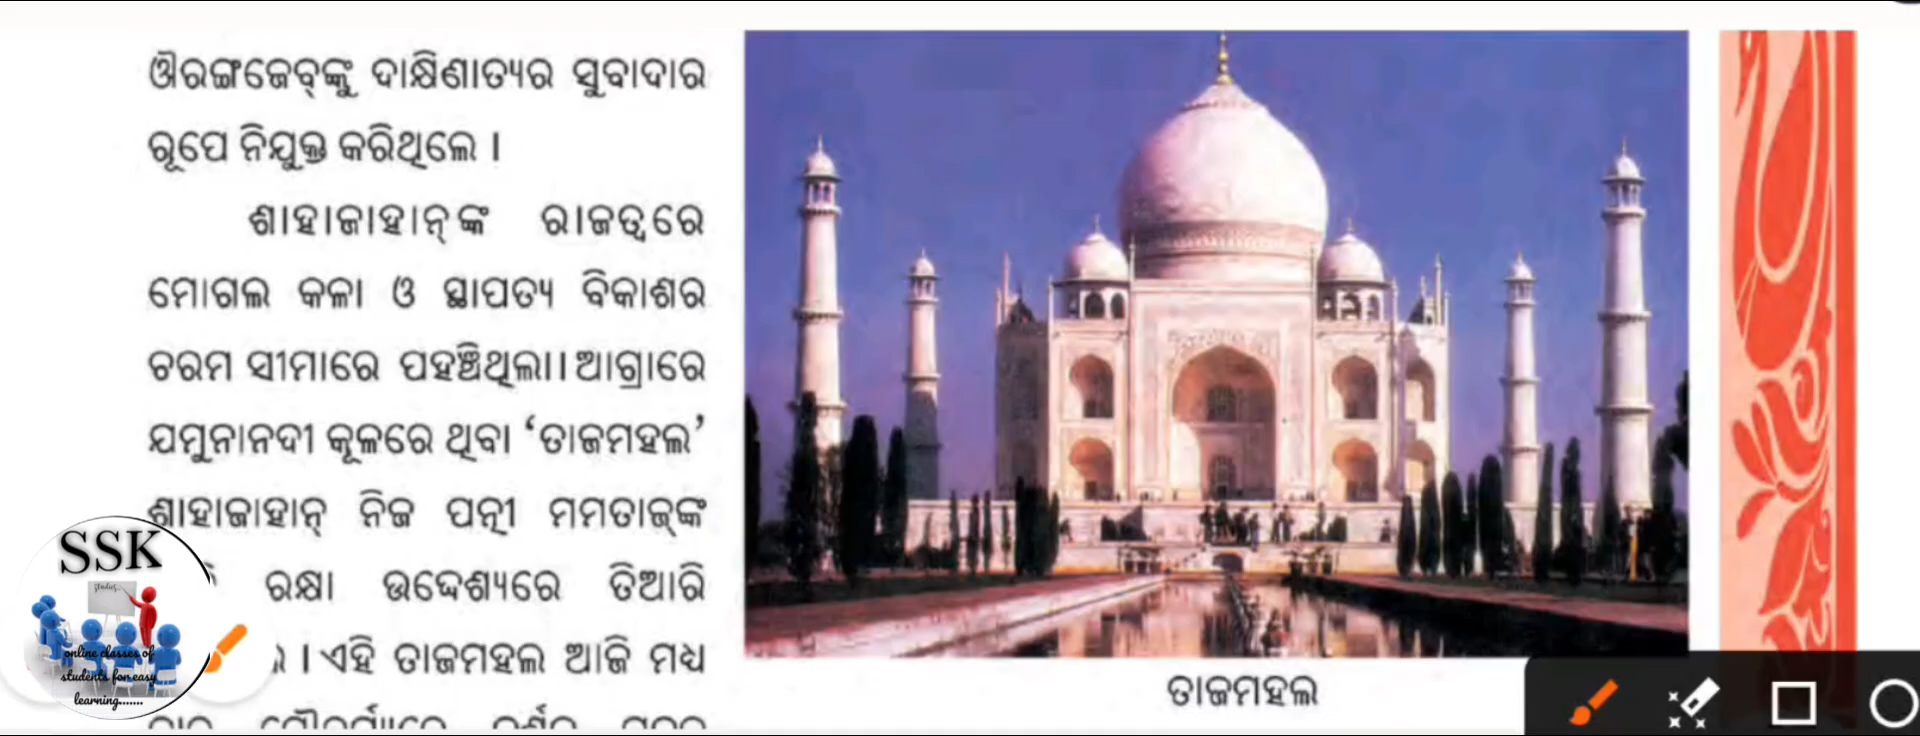 ଔରଙ୍ଗଜେବ୍‌ଙ୍କୁ ଦାକ୍ଷିଣାତ୍ୟର ସୁବାଦାର
ରୂପେ ନିଯୁକ୍ତ କରିଥିଲେ ।
ଶାହାଜାହାନ୍‌ଙ୍କ ରାଜତ୍ୱରେ
ମୋଗଲ କଳା ଓ ସ୍ଥାପତ୍ୟ ବିକାଶର
ଚରମ ସୀମାରେ ପହଞ୍ଚିଥିଲା। ଆଗ୍ରାରେ
ଯମୁନାନଦୀ କୂଳରେ ଥିବା ‘ତାଜମହଲ’
ଶାହାଜାହାନ୍ ନିଜ ପତ୍ନୀ ମମତାଜ୍‌ଙ୍କ
ରକ୍ଷା ଉଦ୍ଦେଶ୍ୟରେ ତିଆରି
। ଏହି ତାଜମହଲ ଆଜି ମଧ୍ୟ
ତାଜମହଲ
SSK
Studies...
online classes of
students for easy
learning.......